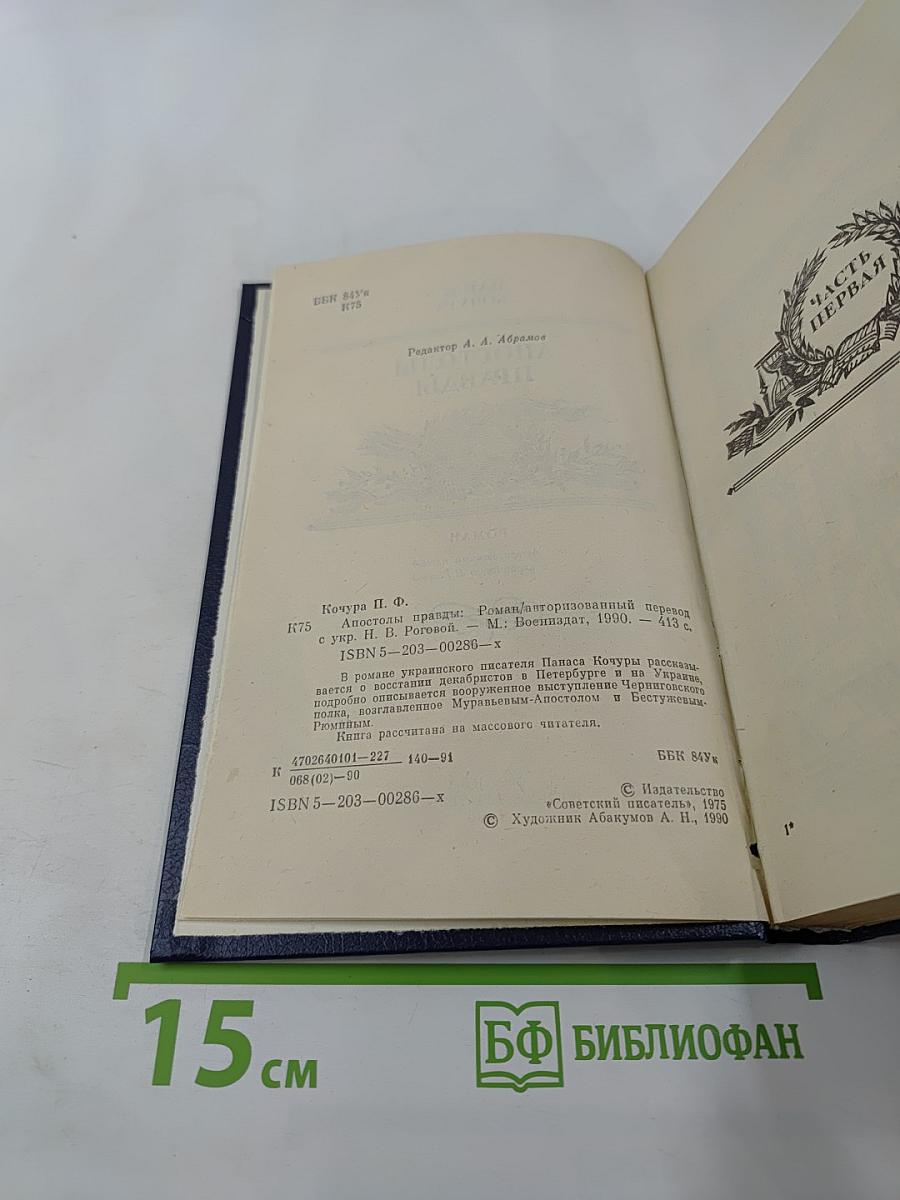 ББК 84Ук
К75
Редактор А. А. Абрамов
Кочура П. Ф.
К75 Апостолы правды: Роман/авторизованный перевод
с укр. Н. В. Роговой. — М.: Воениздат, 1990. — 413 с.
ISBN 5—203—00286—х
В романе украинского писателя Панаса Кочуры рассказы-
вается о восстании декабристов в Петербурге и на Украине,
подробно описывается вооруженное выступление Черниговского
полка, возглавленное Муравьевым-Апостолом и Бестужевым-
Рюминым.
Книга рассчитана на массового читателя.
К 4702640101—227 140—91
068(02)—90
ББК 84Ук
ISBN 5—203—00286—х
© Издательство
«Советский писатель», 1975
© Художник Абакумов А. Н., 1990
ЧАСТЬ
ПЕРВАЯ
1*
15 см
БФ БИБЛИОФАН